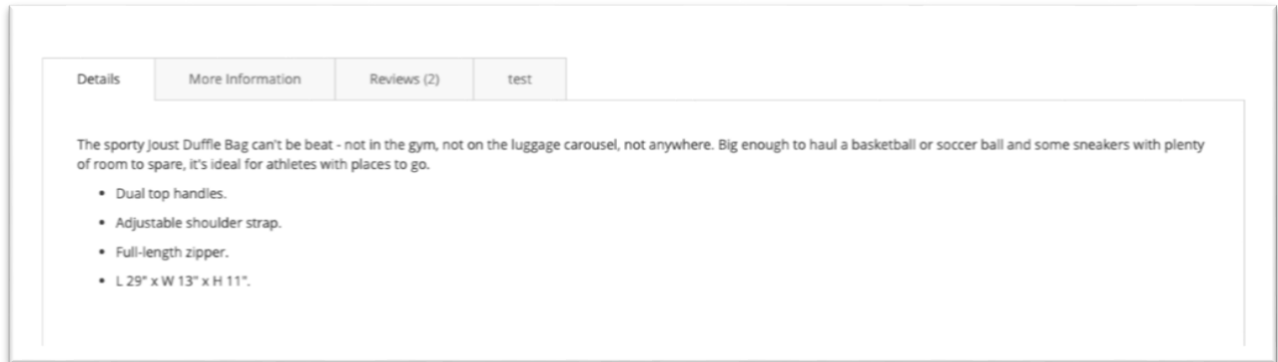 Details More Information Reviews (2) test
The sporty Joust Duffle Bag can't be beat - not in the gym, not on the luggage carousel, not anywhere. Big enough to haul a basketball or soccer ball and some sneakers with plenty
of room to spare, it's ideal for athletes with places to go.
• Dual top handles.
• Adjustable shoulder strap.
• Full-length zipper.
• L 29" x W 13" x H 11".